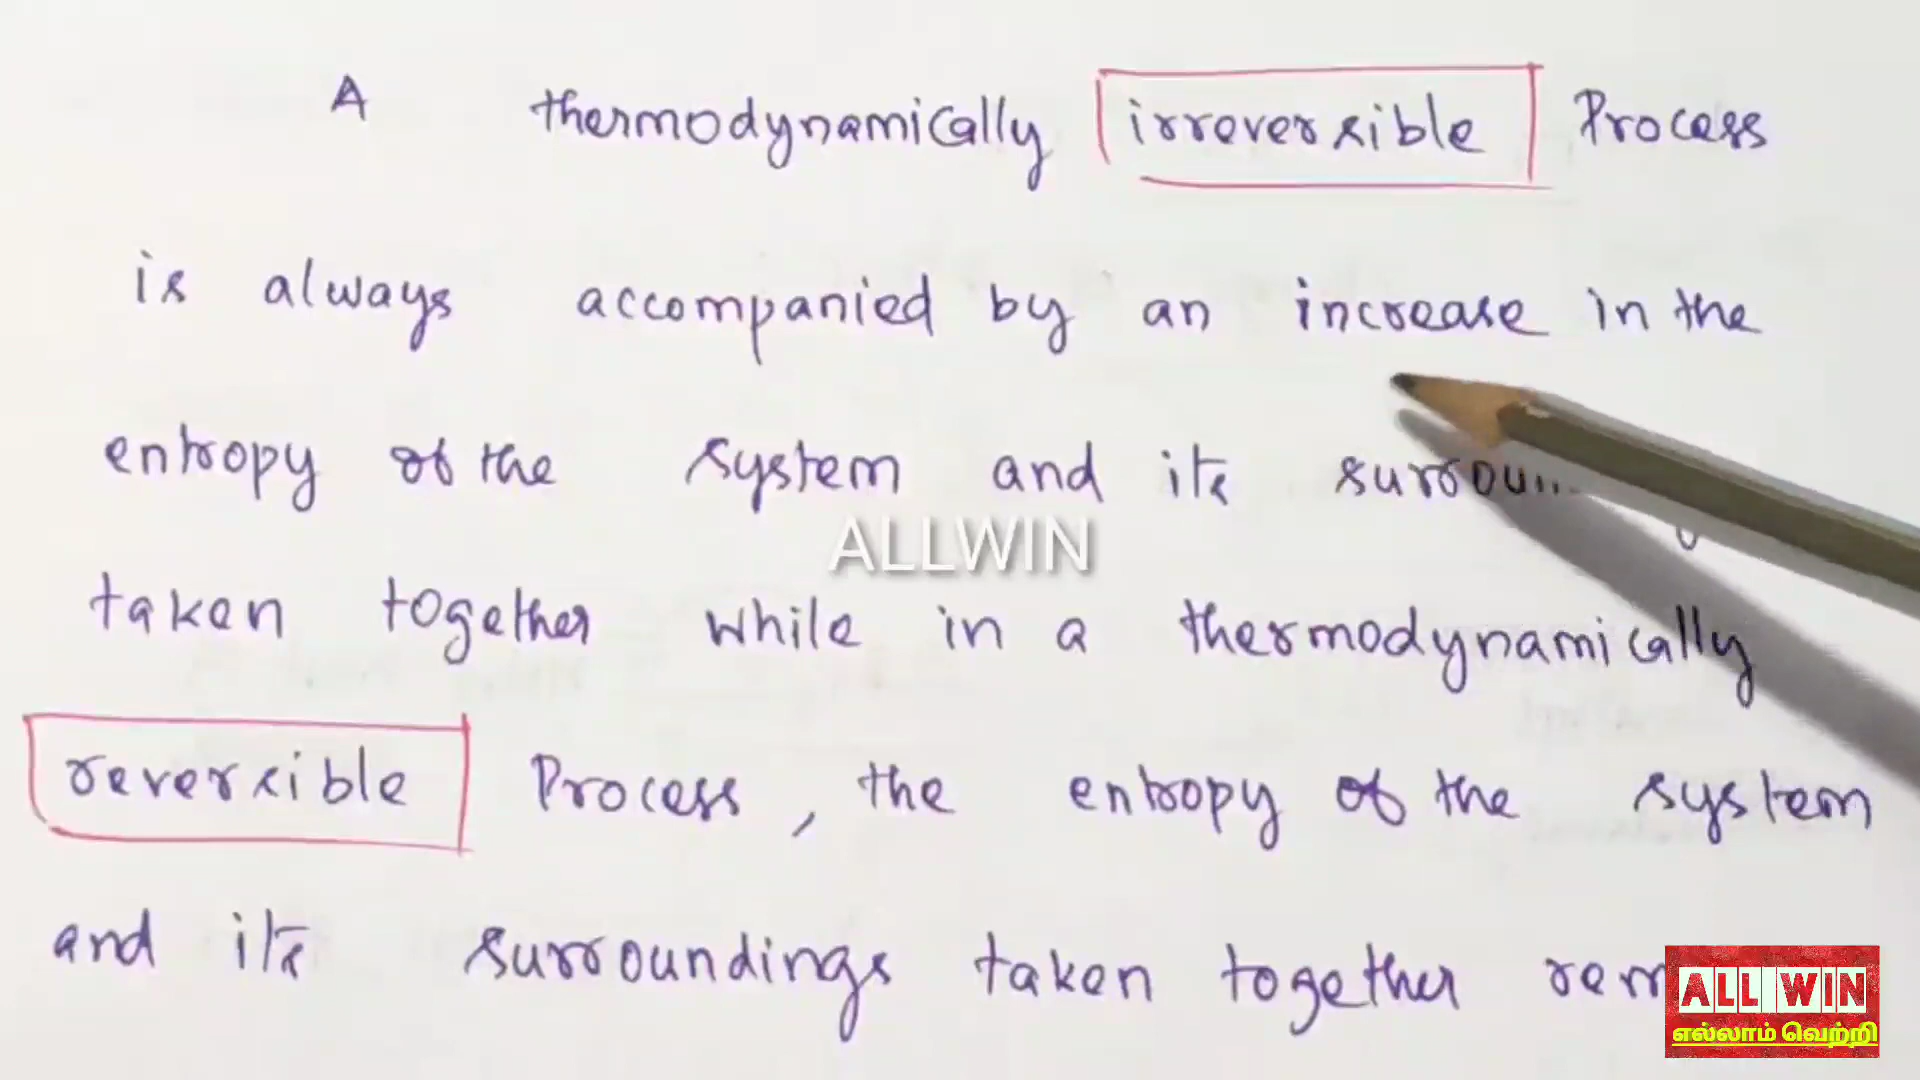 A thermodynamically irreversible Process
is always accompanied by an increase in the
entropy of the system and its
taken together while in a thermodynamically
reversible Process, the entropy of the system
and its surroundings taken together
ALLWIN
ALL WIN
எல்லாம் வெற்றி